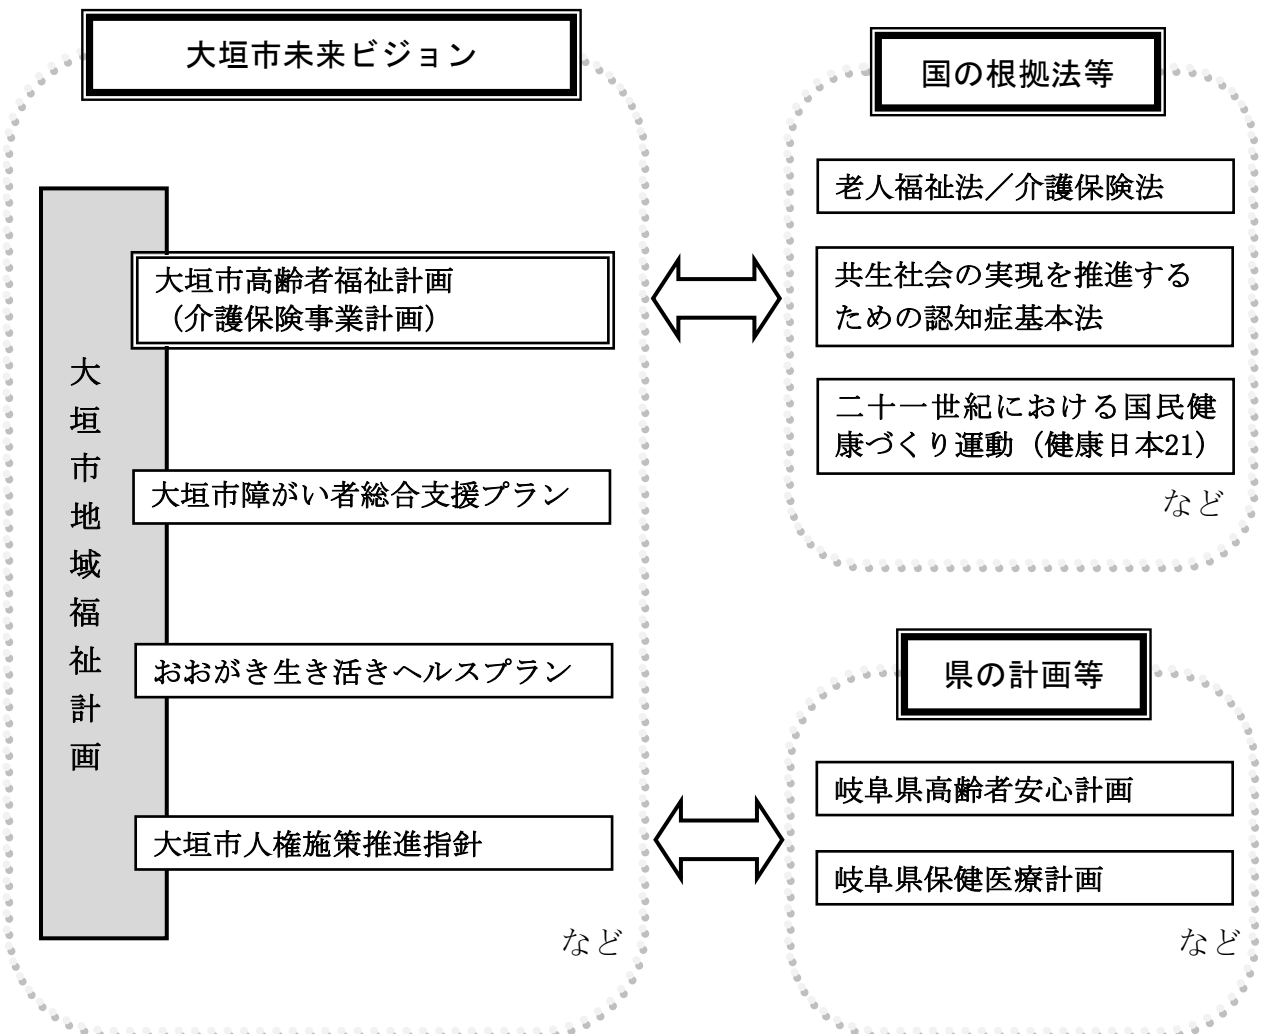 大垣市未来ビジョン
大垣市地域福祉計画
大垣市高齢者福祉計画
（介護保険事業計画）
大垣市障がい者総合支援プラン
おおがき生き活きヘルスプラン
大垣市人権施策推進指針
など
国の根拠法等
老人福祉法／介護保険法
共生社会の実現を推進する
ための認知症基本法
二十一世紀における国民健
康づくり運動（健康日本21）
など
県の計画等
岐阜県高齢者安心計画
岐阜県保健医療計画
など